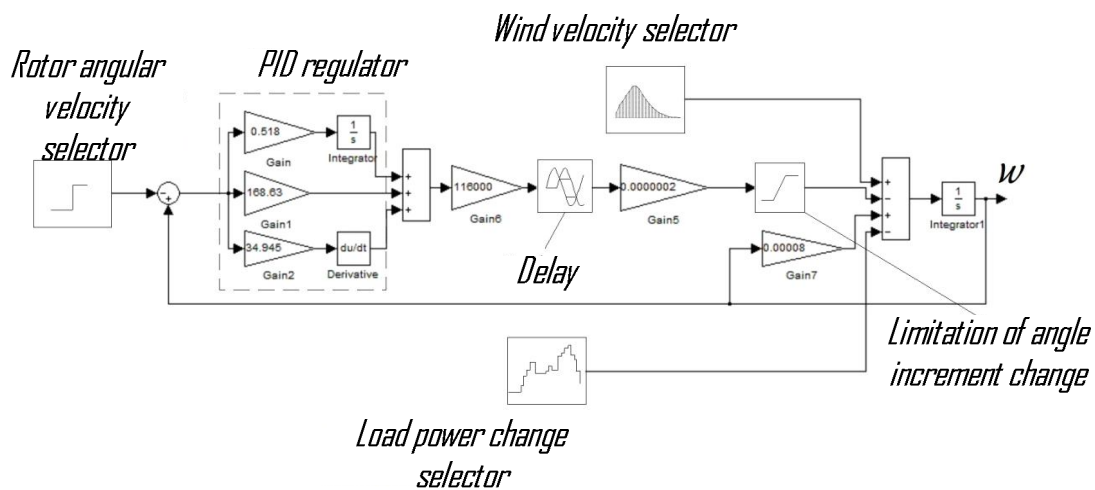 Wind velocity selector
Rotor angular
velocity
selector
PID regulator
0.518
Gain
1
s
Integrator
168.63
Gain1
34.945
Gain2
du/dt
Derivative
+
+
+
116000
Gain6
Delay
0.0000002
Gain5
0.00008
Gain7
+
-
+
-
1
s
Integrator1
w
-
+
Limitation of angle
increment change
Load power change
selector